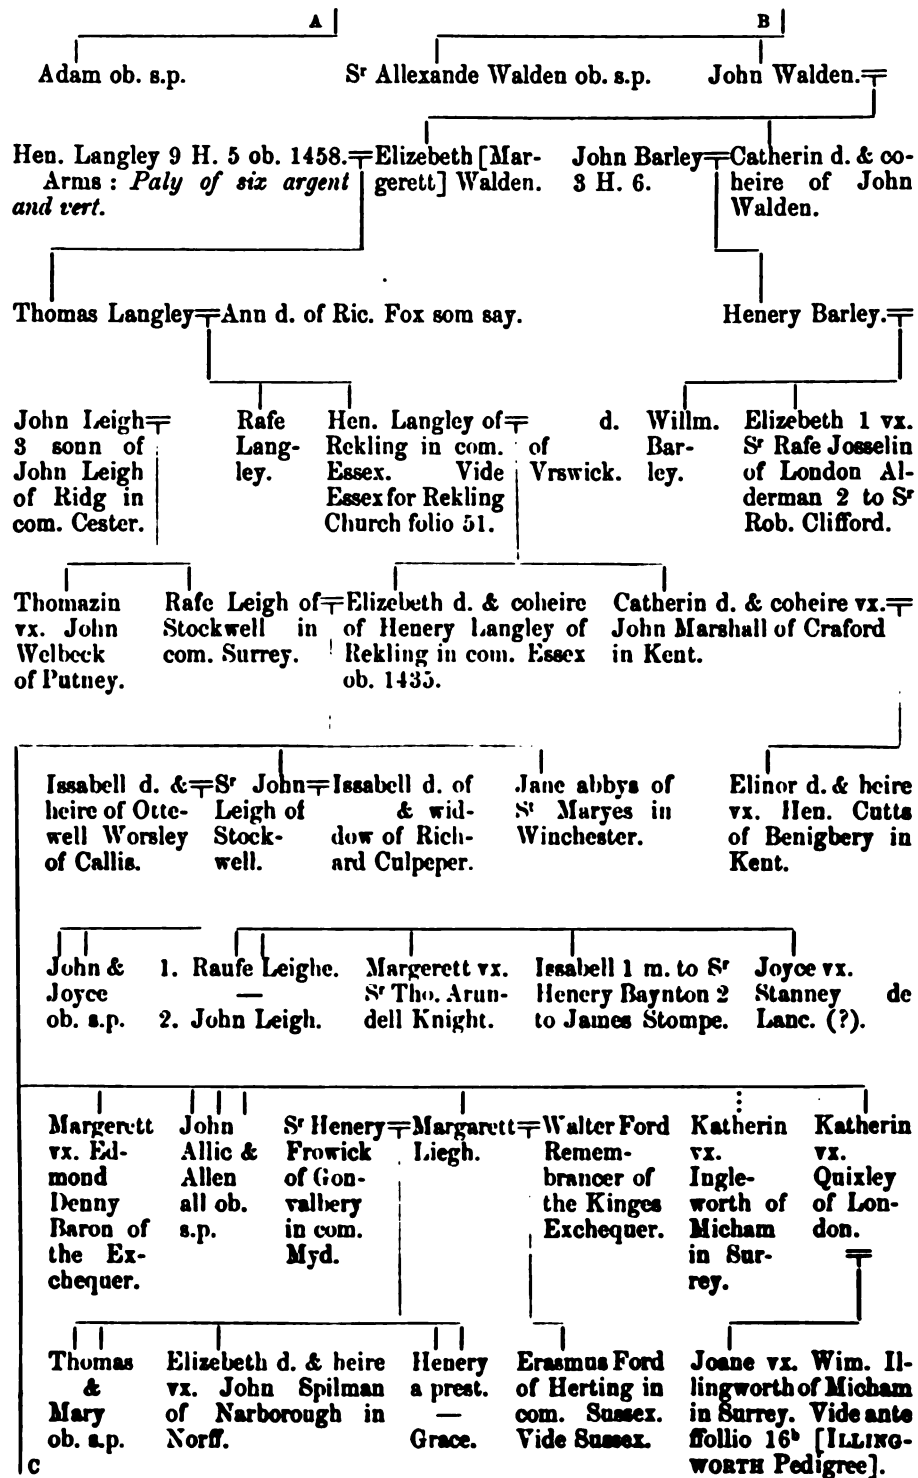 A B
Adam ob. s.p. Sʳ Allexande Walden ob. s.p. John Walden.
Hen. Langley 9 H. 5 ob. 1458.
Arms : Paly of six argent
and vert.
Elizebeth [Mar-
gerett] Walden.
John Barley
3 H. 6.
Catherin d. & co-
heire of John
Walden.
Thomas Langley Ann d. of Ric. Fox som say. Henery Barley.
John Leigh
3 sonn of
John Leigh
of Ridg in
com. Cester.
Rafe
Lang-
ley.
Hen. Langley of
Rekling in com.
Essex. Vide
Essex for Rekling
Church folio 51.
d.
of
Vrswick.
Willm.
Bar-
ley.
Elizebeth 1 vx.
Sʳ Rafe Josselin
of London Al-
derman 2 to Sʳ
Rob. Clifford.
Thomazin
vx. John
Welbeck
of Putney.
Rafe Leigh of
Stockwell in
com. Surrey.
Elizebeth d. & coheire
of Henery Langley of
Rekling in com. Essex
ob. 1435.
Catherin d. & coheire vx.
John Marshall of Craford
in Kent.
Issabell d. &
heire of Otte-
well Worsley
of Callis.
Sʳ John
Leigh of
Stock-
well.
Issabell d. of
& wid-
dow of Rich-
ard Culpeper.
Jane abbys of
Sᵗ Maryes in
Winchester.
Elinor d. & heire
vx. Hen. Cutts
of Benigbery in
Kent.
John &
Joyce
ob. s.p.
1. Raufe Leighe.
—
2. John Leigh.
Margerett vx.
Sʳ Tho. Arun-
dell Knight.
Issabell 1 m. to Sʳ
Henery Baynton 2
to James Stompe.
Joyce vx.
Stanney de
Lanc. (?).
Margerett
vx. Ed-
mond
Denny
Baron of
the Ex-
chequer.
John
Allic &
Allen
all ob.
s.p.
Sʳ Henery
Frowick
of Gon-
valbery
in com.
Myd.
Margarett
Liegh.
Walter Ford
Remem-
brancer of
the Kinges
Exchequer.
Katherin
vx.
Ingle-
worth of
Micham
in Sur-
rey.
Katherin
vx.
Quixley
of Lon-
don.
Thomas
&
Mary
ob. s.p.
Elizebeth d. & heire
vx. John Spilman
of Narborough in
Norff.
Henery
a prest.
—
Grace.
Erasmus Ford
of Herting in
com. Sussex.
Vide Sussex.
Joane vx. Wim. Il-
lingworth of Micham
in Surrey. Vide ante
ffollio 16ᵇ [ILLING-
WORTH Pedigree].
C